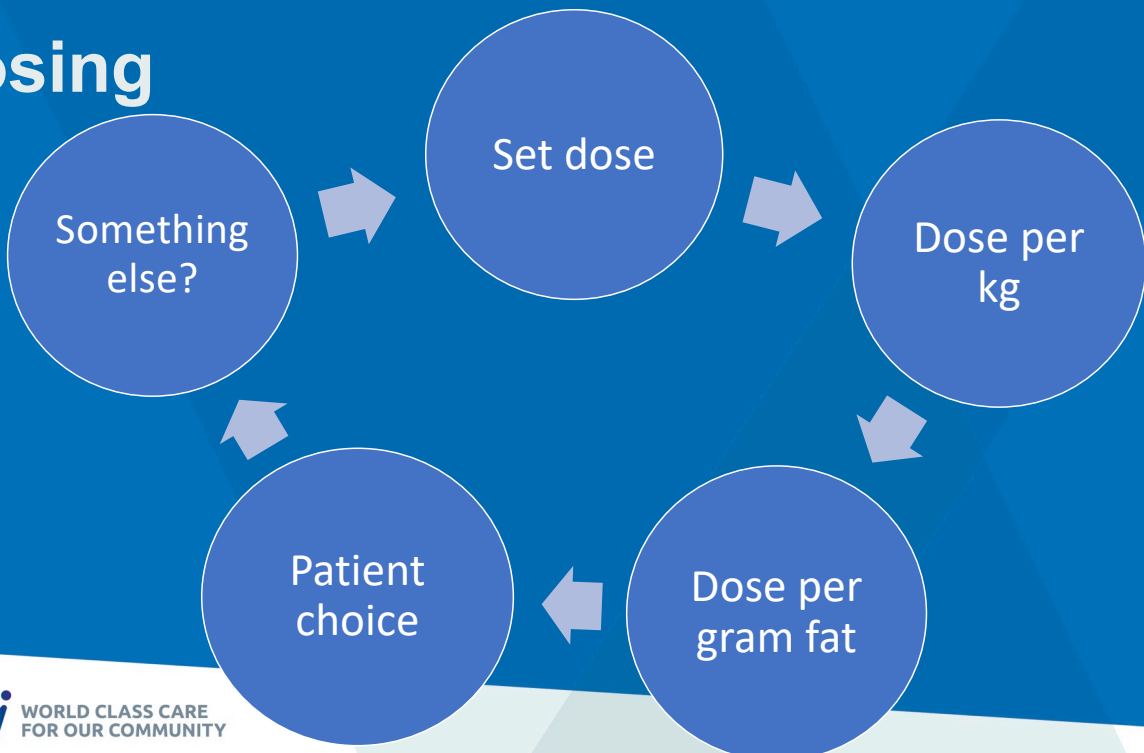 osing
Set dose
Dose per
kg
Dose per
gram fat
Patient
choice
Something
else?
WORLD CLASS CARE
FOR OUR COMMUNITY